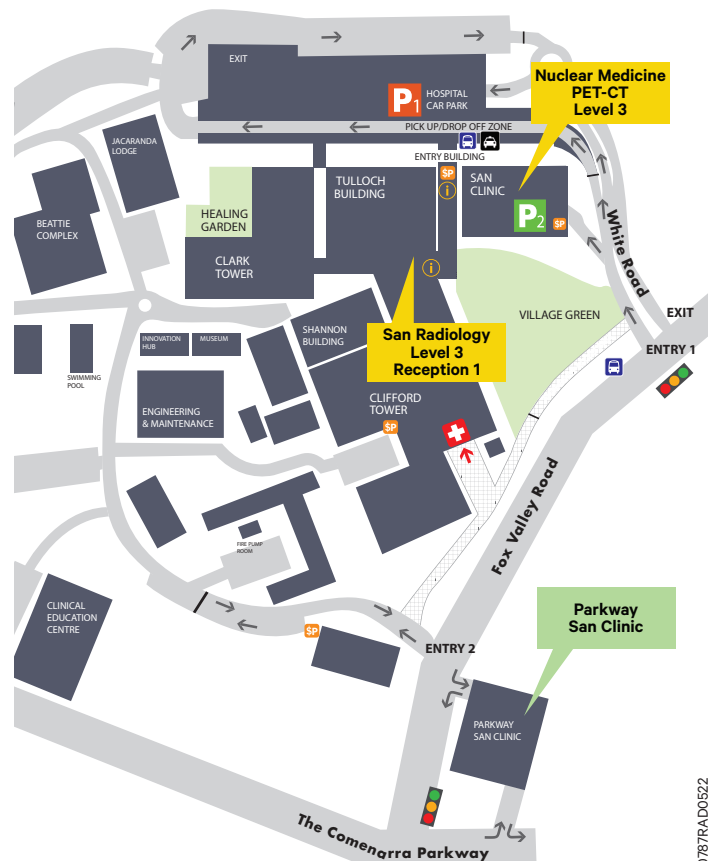 EXIT
P1
HOSPITAL
CAR PARK
Nuclear Medicine
PET-CT
Level 3
PICK UP/DROP OFF ZONE
JACARANDA
LODGE
ENTRY BUILDING
$P
i
TULLOCH
BUILDING
SAN
CLINIC
P2
$P
BEATTIE
COMPLEX
HEALING
GARDEN
White Road
CLARK
TOWER
i
VILLAGE GREEN
EXIT
ENTRY 1
SHANNON
BUILDING
San Radiology
Level 3
Reception 1
INNOVATION
HUB
MUSEUM
SWIMMING
POOL
ENGINEERING
& MAINTENANCE
CLIFFORD
TOWER
$P
Fox Valley Road
FIRE PUMP
ROOM
CLINICAL
EDUCATION
CENTRE
$P
ENTRY 2
Parkway
San Clinic
PARKWAY
SAN CLINIC
The Comenarra Parkway
0787RAD0522